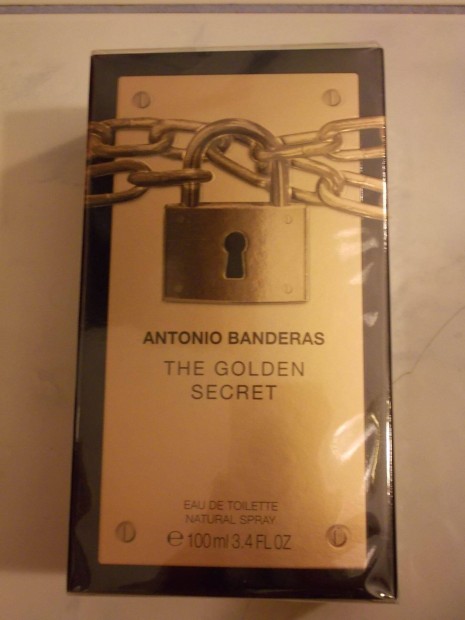 ANTONIO BANDERAS
THE GOLDEN
SECRET
EAU DE TOILETTE
NATURAL SPRAY
℮ 100 ml 3.4 FL OZ